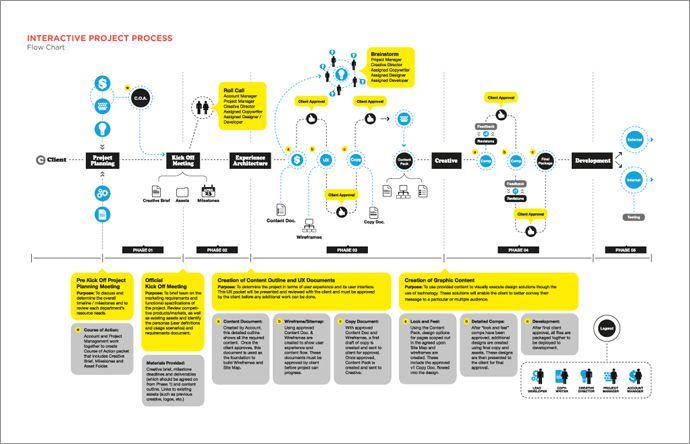 INTERACTIVE PROJECT PROCESS
Flow Chart
C.O.A.
Roll Call
Account Manager
Project Manager
Creative Director
Assigned Copywriter
Assigned Designer /
Developer
Brainstorm
Project Manager
Creative Director
Assigned Copywriter
Assigned Designer
Assigned Developer
Client Approval
Client Approval
Client Approval
Feedback
Revisions
Client
Project
Planning
Kick Off
Meeting
Experience
Architecture
$
UX
Copy
Content
Pack
Creative
Comp
Comp
Final
Package
Development
External
Internal
Testing
Creative Brief
Assets
Milestones
Content Doc.
Wireframes
Client Approval
Copy Doc.
Feedback
Revisions
Client Approval
PHASE 01
PHASE 02
PHASE 03
PHASE 04
PHASE 05
Pre Kick Off Project
Planning Meeting
Purpose: To discuss and
determine the overall
timeline / milestones and to
review each department's
resource needs.
Course of Action:
Account and Project
Management work
together to create
Course of Action packet
that includes Creative
Brief, Milestones and
Asset Folder.
Official
Kick Off Meeting
Purpose: To brief team on the
marketing requirements and
functional specifications of
the project. Review competi-
tive products/markets, as well
as existing assets and identify
the personas (user definitions
and usage scenarios) and
requirements document.
Materials Provided:
Creative brief, milestone
deadlines and deliverables
(which should be agreed on
from Phase 1) and content
outline. Links to existing
assets (such as previous
creative, logos, etc.)
Creation of Content Outline and UX Documents
Purpose: To determine the project in terms of user experience and its user interface.
This UX packet will be presented and reviewed with the client and must be approved
by the client before any additional work can be done.
Content Document:
Created by Account,
this detailed outline
shows all the required
content. Once the
client approves, this
document is used as
the foundation to
build Wireframes and
Site Map.
Wireframe/Sitemap:
Using approved
Content Doc. &
Wireframes are
created to show user
experience and
content flow. These
documents must be
approved by client
before project can
progress.
Copy Document:
With approved
Content Doc and
Wireframes, a first
draft of copy is
created and sent to
client for approval.
Once approved,
Content Pack is
created and sent to
Creative.
Creation of Graphic Content
Purpose: To use provided content to visually execute design solutions though the
use of technology. These solutions will enable the client to better convey their
message to a particular or multiple audience.
Look and Feel:
Using the Content
Pack, design options
for pages scoped out
in the agreed upon
Site Map and
wireframes are
created. These
include the approved
v1 Copy Doc, flowed
into the design.
Detailed Comps:
After "look and feel"
comps have been
approved, additional
designs are created
using final copy and
assets. These designs
are then presented to
the client for final
approval.
Development:
After final client
approval, all files are
packaged together to
be deployed to
development.
Legend
LEAD
DEVELOPER
COPY
WRITER
CREATIVE
DIRECTOR
PROJECT
MANAGER
ACCOUNT
MANAGER